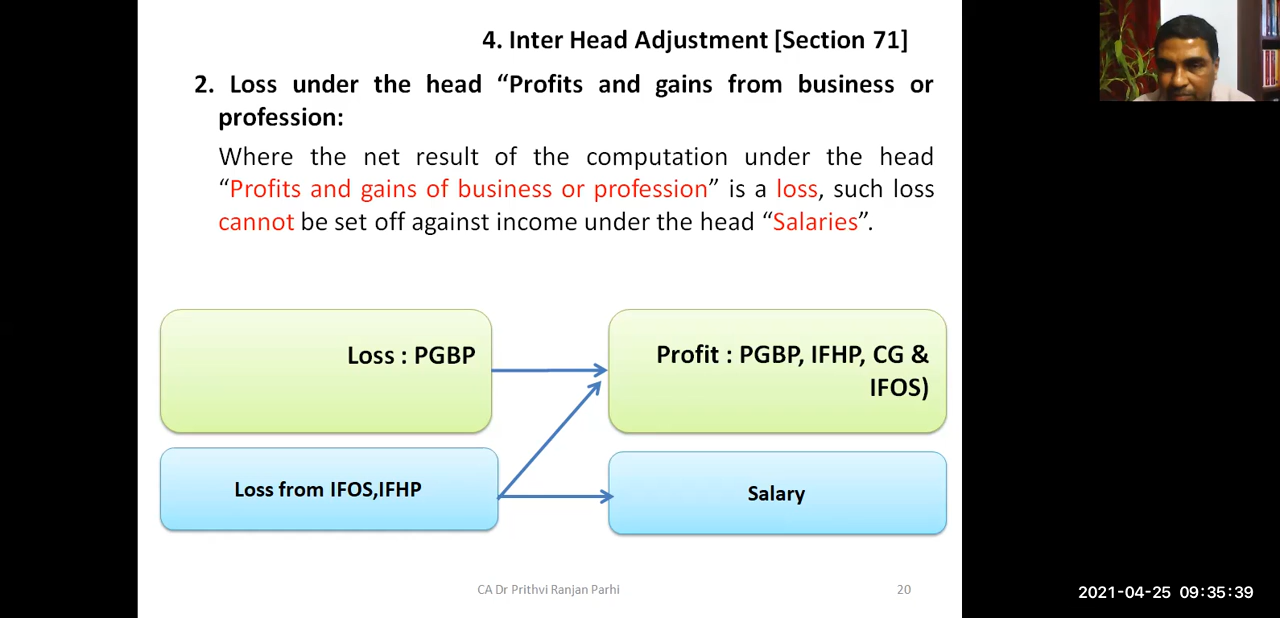 4. Inter Head Adjustment [Section 71]
2. Loss under the head “Profits and gains from business or
profession:
Where the net result of the computation under the head
“Profits and gains of business or profession” is a loss, such loss
cannot be set off against income under the head “Salaries”.
Loss : PGBP
Profit : PGBP, IFHP, CG &
IFOS)
Loss from IFOS,IFHP
Salary
CA Dr Prithvi Ranjan Parhi
20
2021-04-25 09:35:39